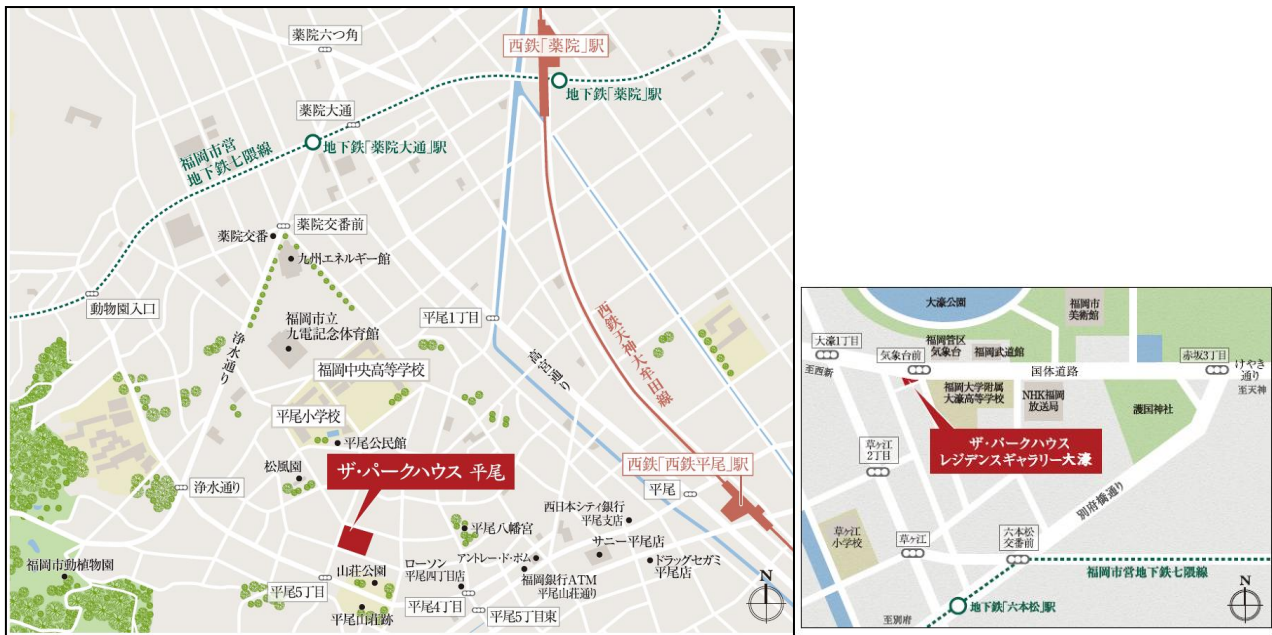 薬院六つ角
西鉄「薬院」駅
地下鉄「薬院」駅
薬院大通
地下鉄「薬院大通」駅
福岡市営
地下鉄七隈線
薬院交番前
薬院交番
九州エネルギー館
動物園入口
福岡市立
九電記念体育館
平尾1丁目
浄水通り
高宮通り
西鉄天神大牟田線
福岡中央高等学校
平尾小学校
平尾公民館
松風園
ザ・パークハウス 平尾
西鉄「西鉄平尾」駅
浄水通り
平尾
西日本シティ銀行
平尾支店
平尾八幡宮
サニー平尾店
アントレ・ド・ボム
ドラッグセガミ
平尾店
福岡市動植物園
山荘公園
ローソン
平尾四丁目店
福岡銀行ATM
平尾山荘通り
平尾5丁目
平尾4丁目
平尾5丁目東
平尾山荘跡
N
大濠公園
福岡市
美術館
大濠1丁目
気象台前
福岡管区
気象台
福岡武道館
赤坂3丁目
至西新
国体道路
けやき
通り
至天神
福岡大学附属
大濠高等学校
NHK福岡
放送局
護国神社
草ヶ江
2丁目
ザ・パークハウス
レジデンスギャラリー大濠
別府橋通り
草ヶ江
小学校
草ヶ江
六本松
交番前
福岡市営地下鉄七隈線
地下鉄「六本松」駅
至別府
N